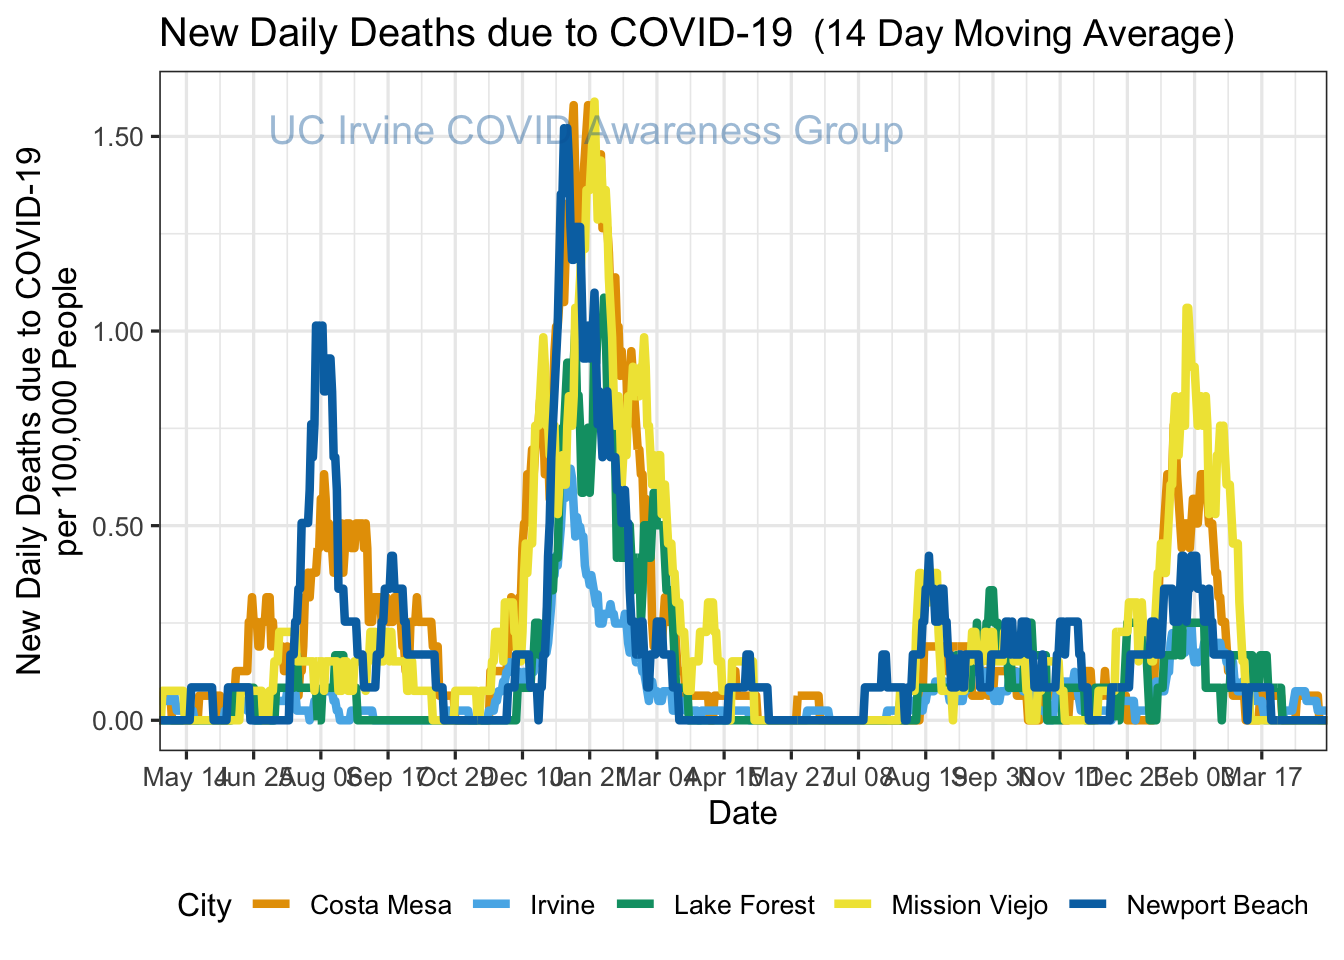 New Daily Deaths due to COVID-19 (14 Day Moving Average)
UC Irvine COVID Awareness Group
New Daily Deaths due to COVID-19
per 100,000 People
1.50
1.00
0.50
0.00
May 14 Jun 25 Aug 06 Sep 17 Oct 29 Dec 10 Jan 21 Mar 04 Apr 15 May 27 Jul 08 Aug 19 Sep 30 Nov 11 Dec 23 Feb 03 Mar 17
Date
City Costa Mesa Irvine Lake Forest Mission Viejo Newport Beach